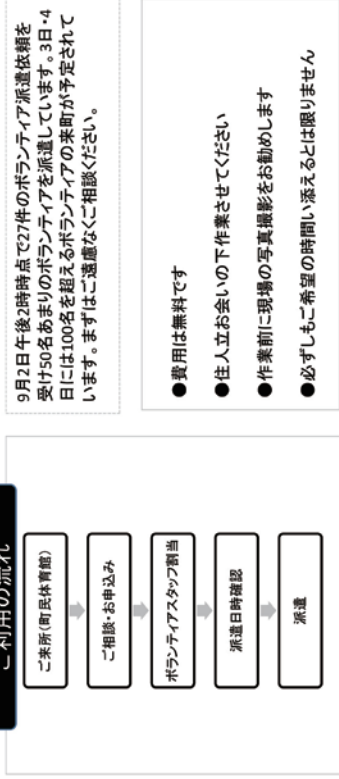 ご利用の流れ
ご来所(町民体育館)
ご相談・お申込み
ボランティアスタッフ割当
派遣日時確認
派遣
9月2日午後2時時点で27件のボランティア派遣依頼を
受け50名あまりのボランティアを派遣しています。3日・4
日には100名を超えるボランティアの来町が予定されて
います。まずはご遠慮なくご相談ください。
●費用は無料です
●住人立お会いの下作業させてください
●作業前に現場の写真撮影をお勧めします
●必ずしもご希望の時間い添えるとは限りません